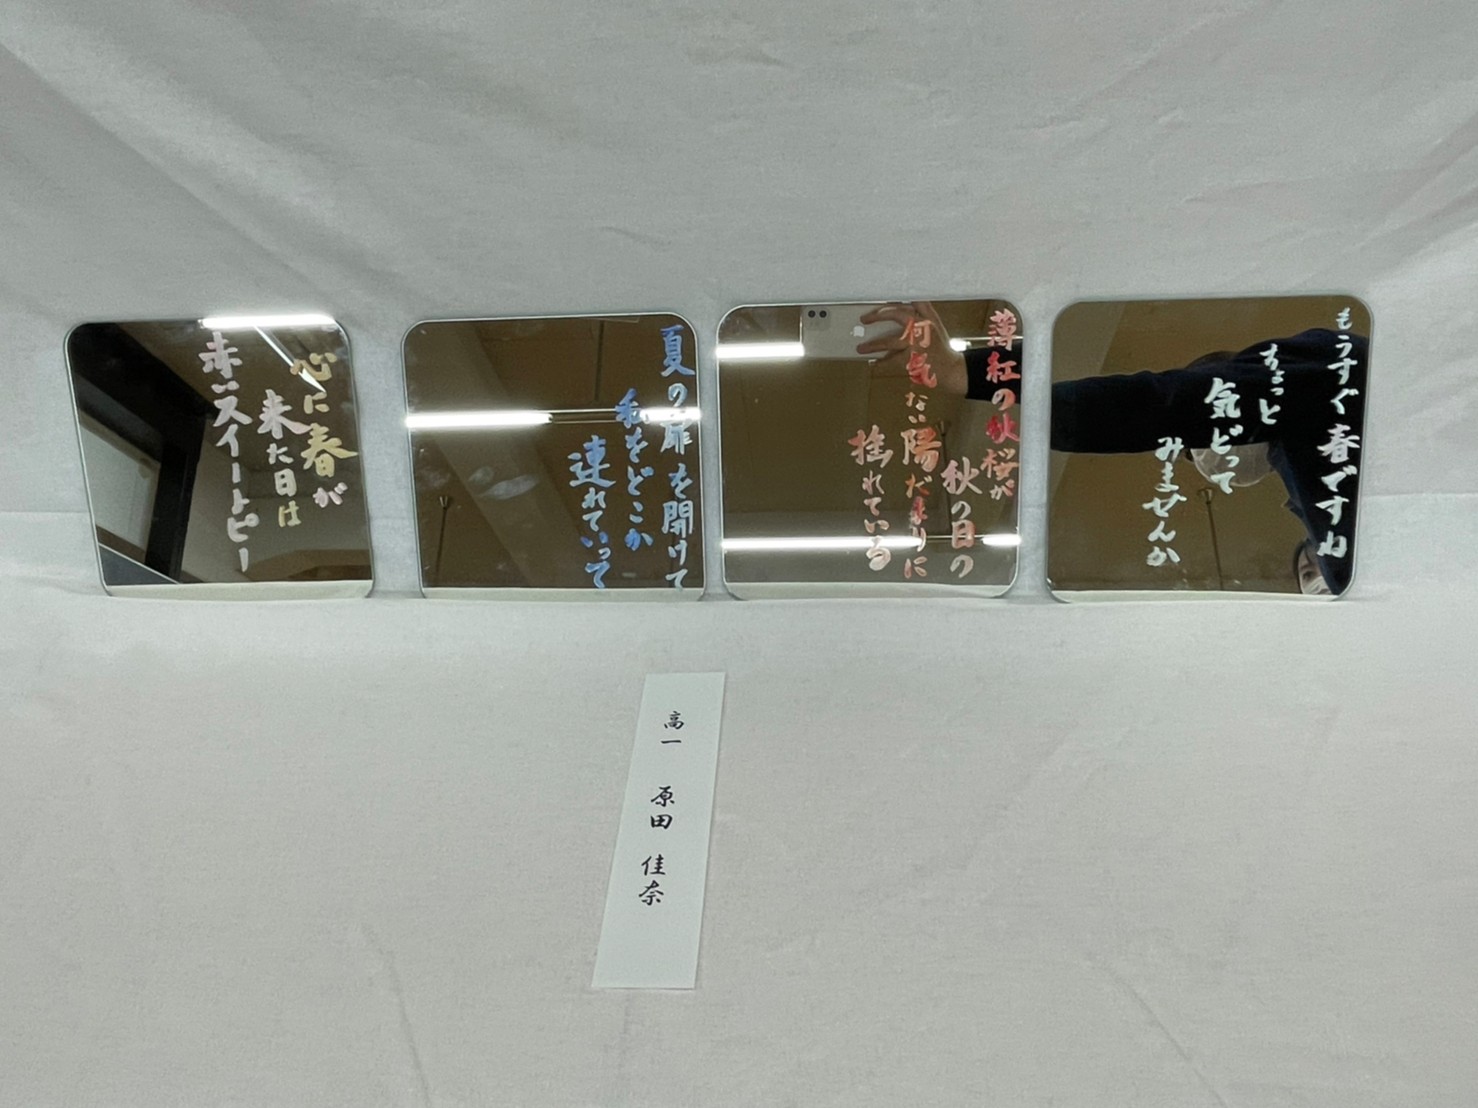 心に春が
来た日は
赤いスイートピー
夏の扉を開けて
私をどこか
連れていって
薄紅の秋桜が
秋の日の
何気ない陽だまりに
揺れている
もうすぐ春ですね
ちょっと
気どって
みませんか
高一 原田 佳奈